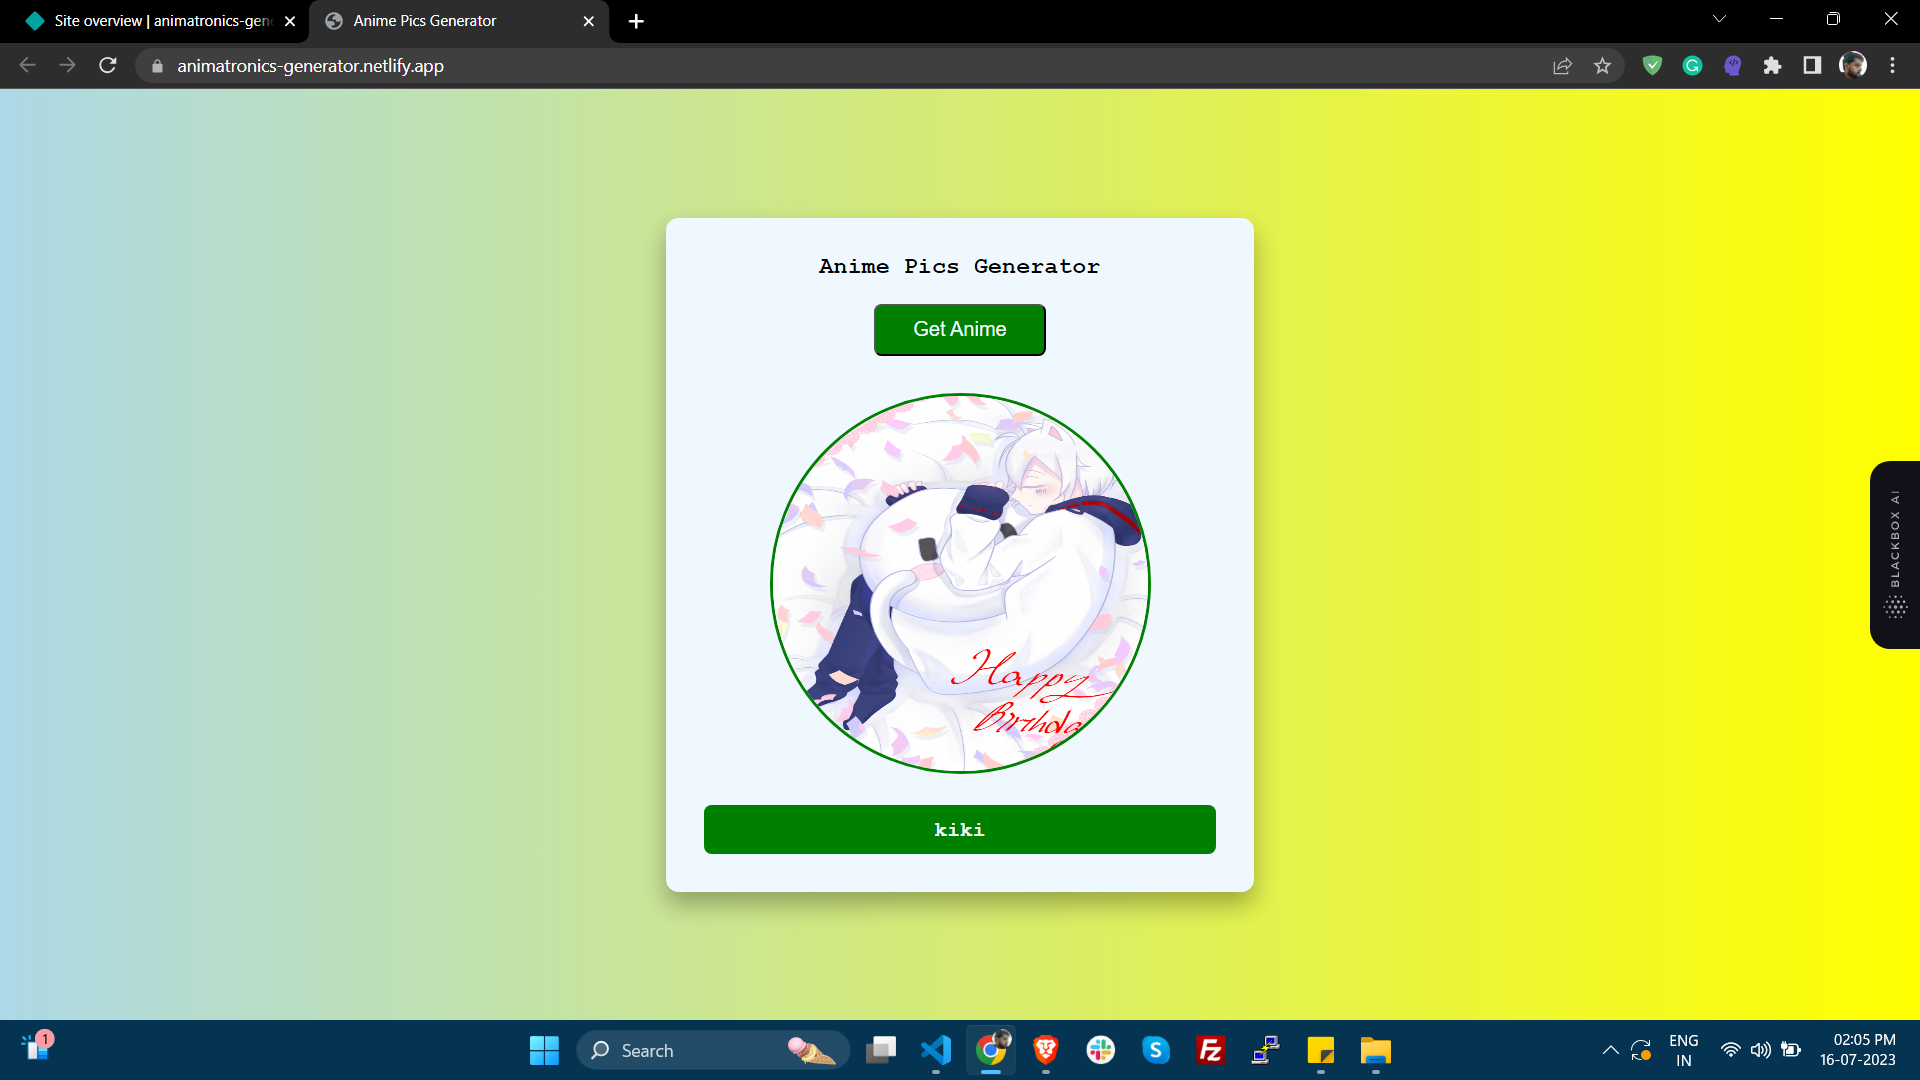 Site overview | animatronics-gen
Anime Pics Generator
animatronics-generator.netlify.app
Anime Pics Generator
Get Anime
Happy
Birthda
kiki
BLACKBOX AI
1
Search
ENG
IN
02:05 PM
16-07-2023